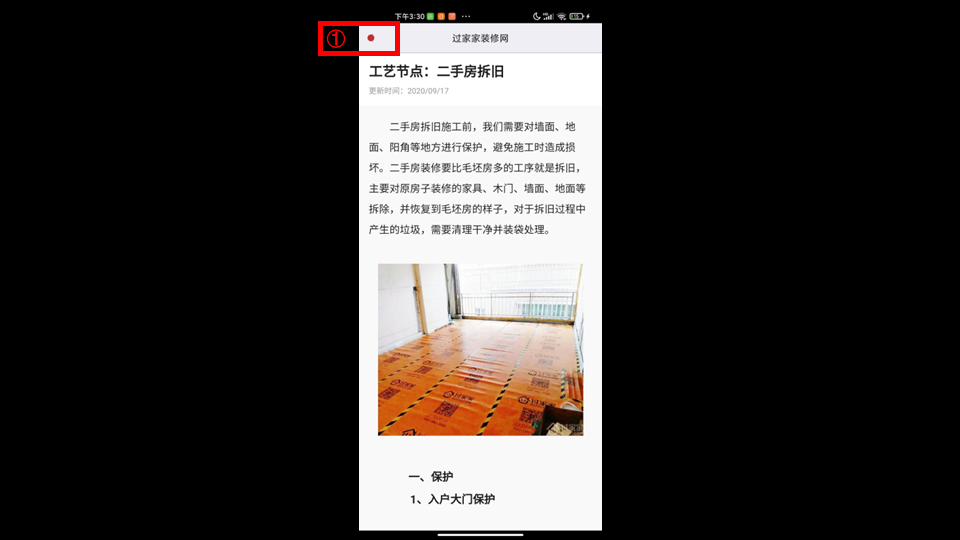 下午3:30
①
过家家装修网
工艺节点：二手房拆旧
更新时间：2020/09/17
二手房拆旧施工前，我们需要对墙面、地
面、阳角等地方进行保护，避免施工时造成损
坏。二手房装修要比毛坯房多的工序就是拆旧，
主要对原房子装修的家具、木门、墙面、地面等
拆除，并恢复到毛坯房的样子，对于拆旧过程中
产生的垃圾，需要清理干净并装袋处理。
过家家
一、保护
1、入户大门保护